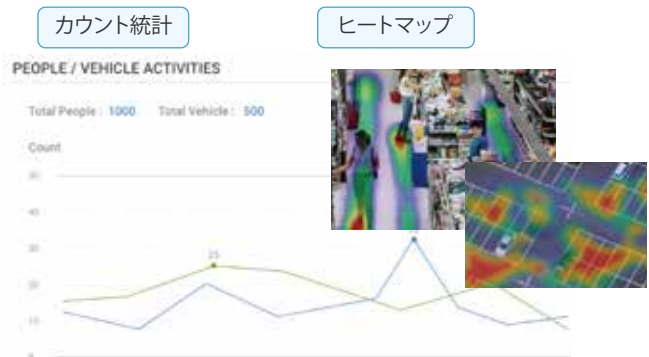 カウント統計
ヒートマップ
PEOPLE / VEHICLE ACTIVITIES
Total People : 1000 Total Vehicle : 500
Count
40
30
25
20
10